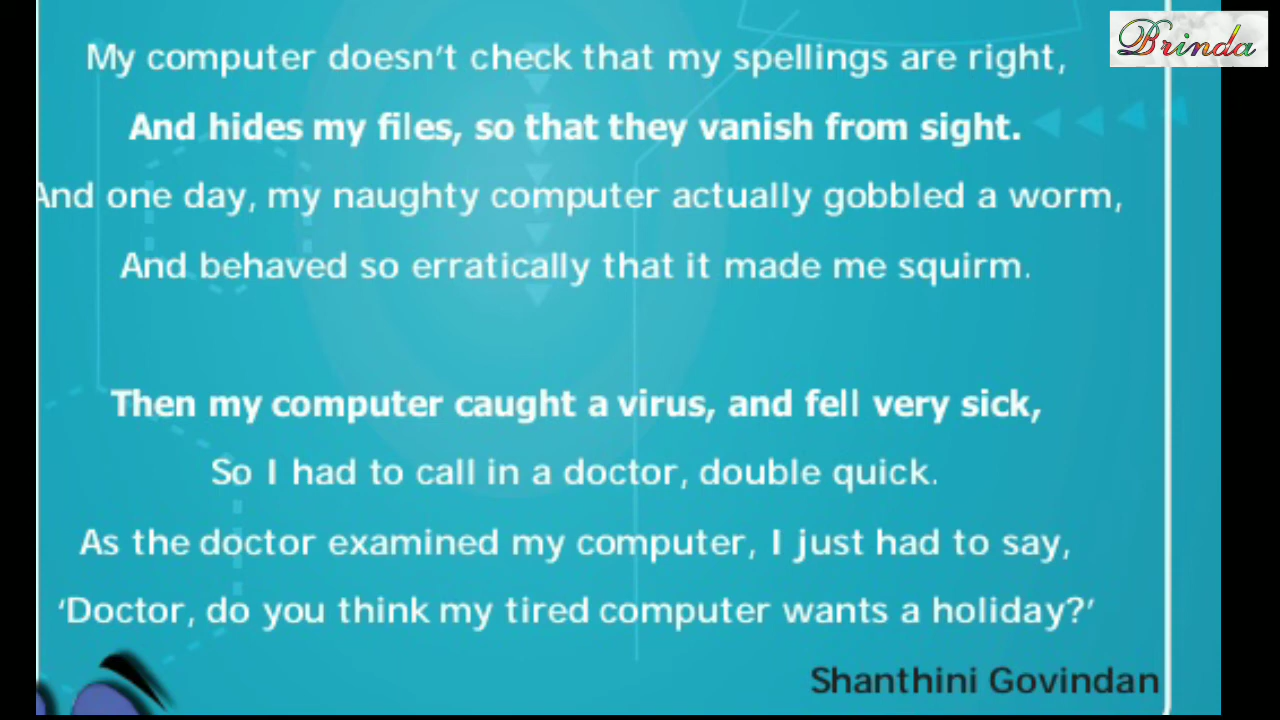 Brinda
My computer doesn't check that my spellings are right,
And hides my files, so that they vanish from sight.
And one day, my naughty computer actually gobbled a worm,
And behaved so erratically that it made me squirm.
Then my computer caught a virus, and fell very sick,
So I had to call in a doctor, double quick.
As the doctor examined my computer, I just had to say,
'Doctor, do you think my tired computer wants a holiday?'
Shanthini Govindan